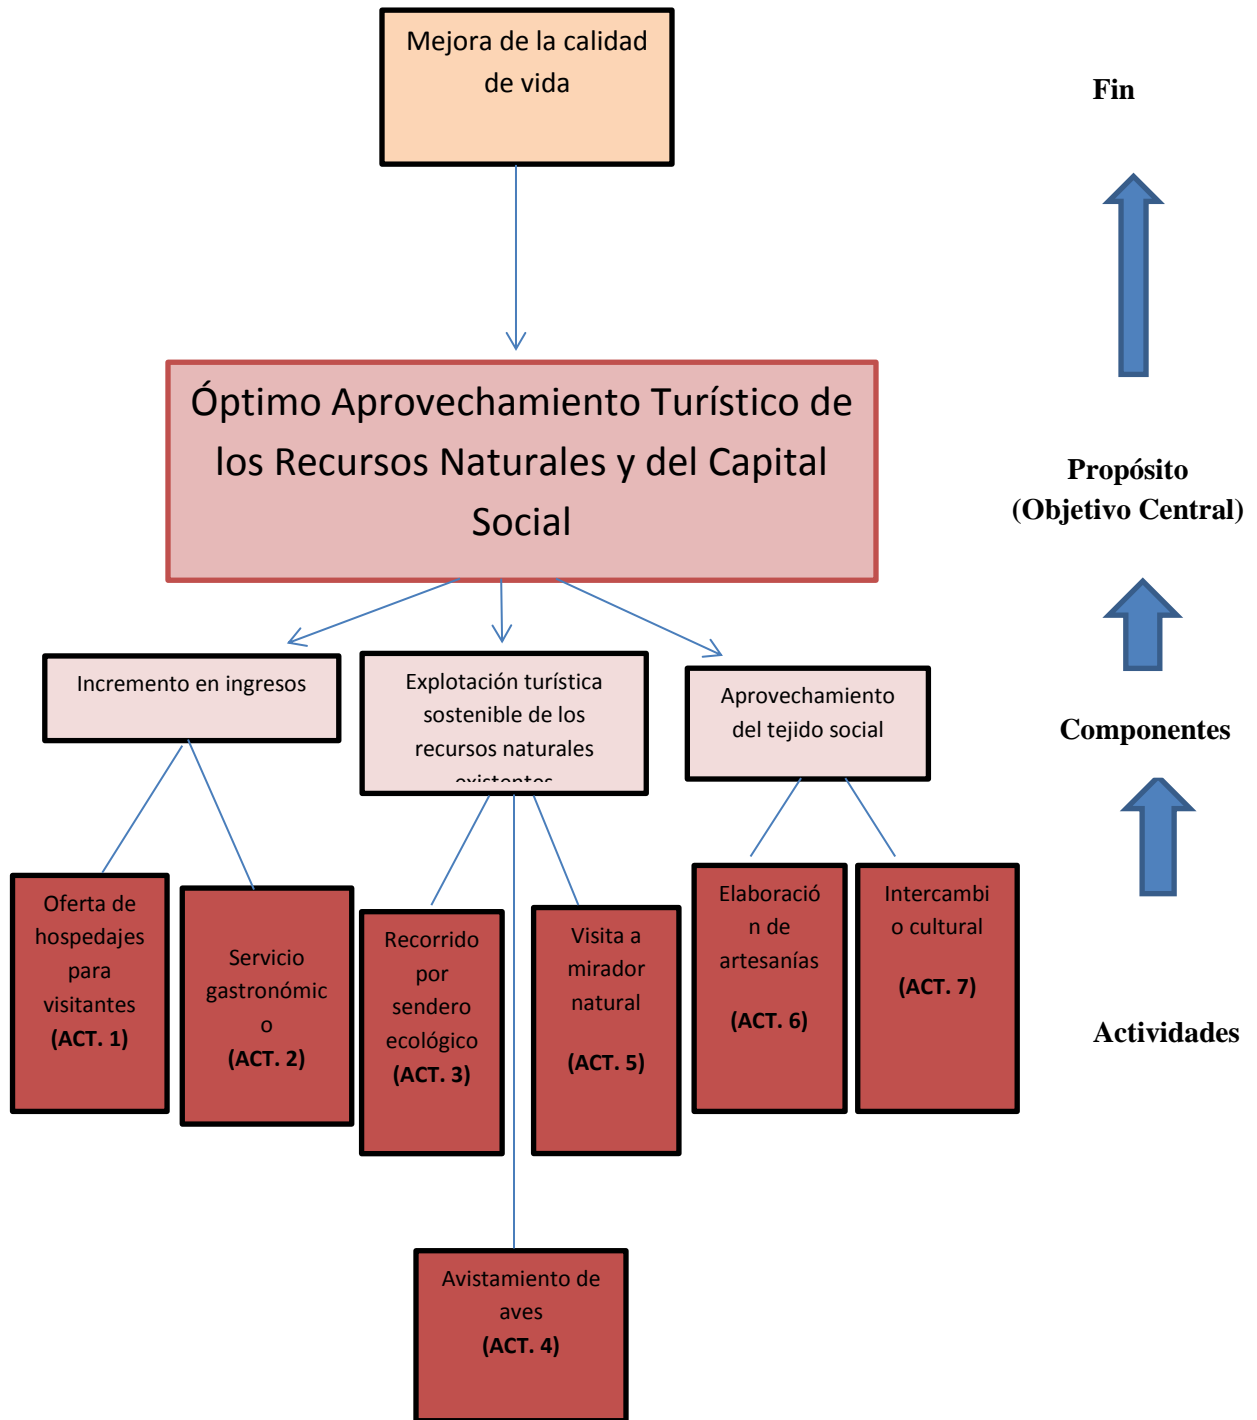 Mejora de la calidad
de vida
Fin
Óptimo Aprovechamiento Turístico de
los Recursos Naturales y del Capital
Social
Propósito
(Objetivo Central)
Incremento en ingresos
Explotación turística
sostenible de los
recursos naturales
existentes
Aprovechamiento
del tejido social
Componentes
Oferta de
hospedajes
para
visitantes
(ACT. 1)
Servicio
gastronómic
o
(ACT. 2)
Recorrido
por
sendero
ecológico
(ACT. 3)
Visita a
mirador
natural
(ACT. 5)
Elaboració
n de
artesanías
(ACT. 6)
Intercambi
o cultural
(ACT. 7)
Actividades
Avistamiento de
aves
(ACT. 4)